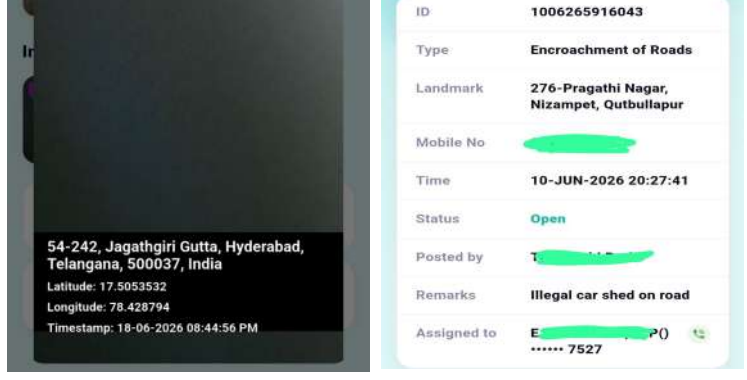 In
54-242, Jagathgiri Gutta, Hyderabad,
Telangana, 500037, India
Latitude: 17.5053532
Longitude: 78.428794
Timestamp: 18-06-2026 08:44:56 PM
ID 1006265916043
Type Encroachment of Roads
Landmark 276-Pragathi Nagar,
Nizampet, Qutbullapur
Mobile No
Time 10-JUN-2026 20:27:41
Status Open
Posted by
Remarks Illegal car shed on road
Assigned to E P()
•••••• 7527